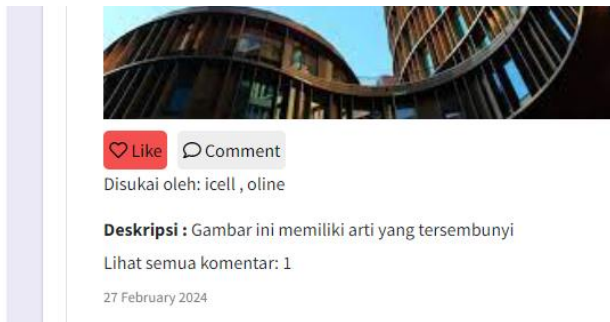 Like Comment
Disukai oleh: icell , oline
Deskripsi : Gambar ini memiliki arti yang tersembunyi
Lihat semua komentar: 1
27 February 2024